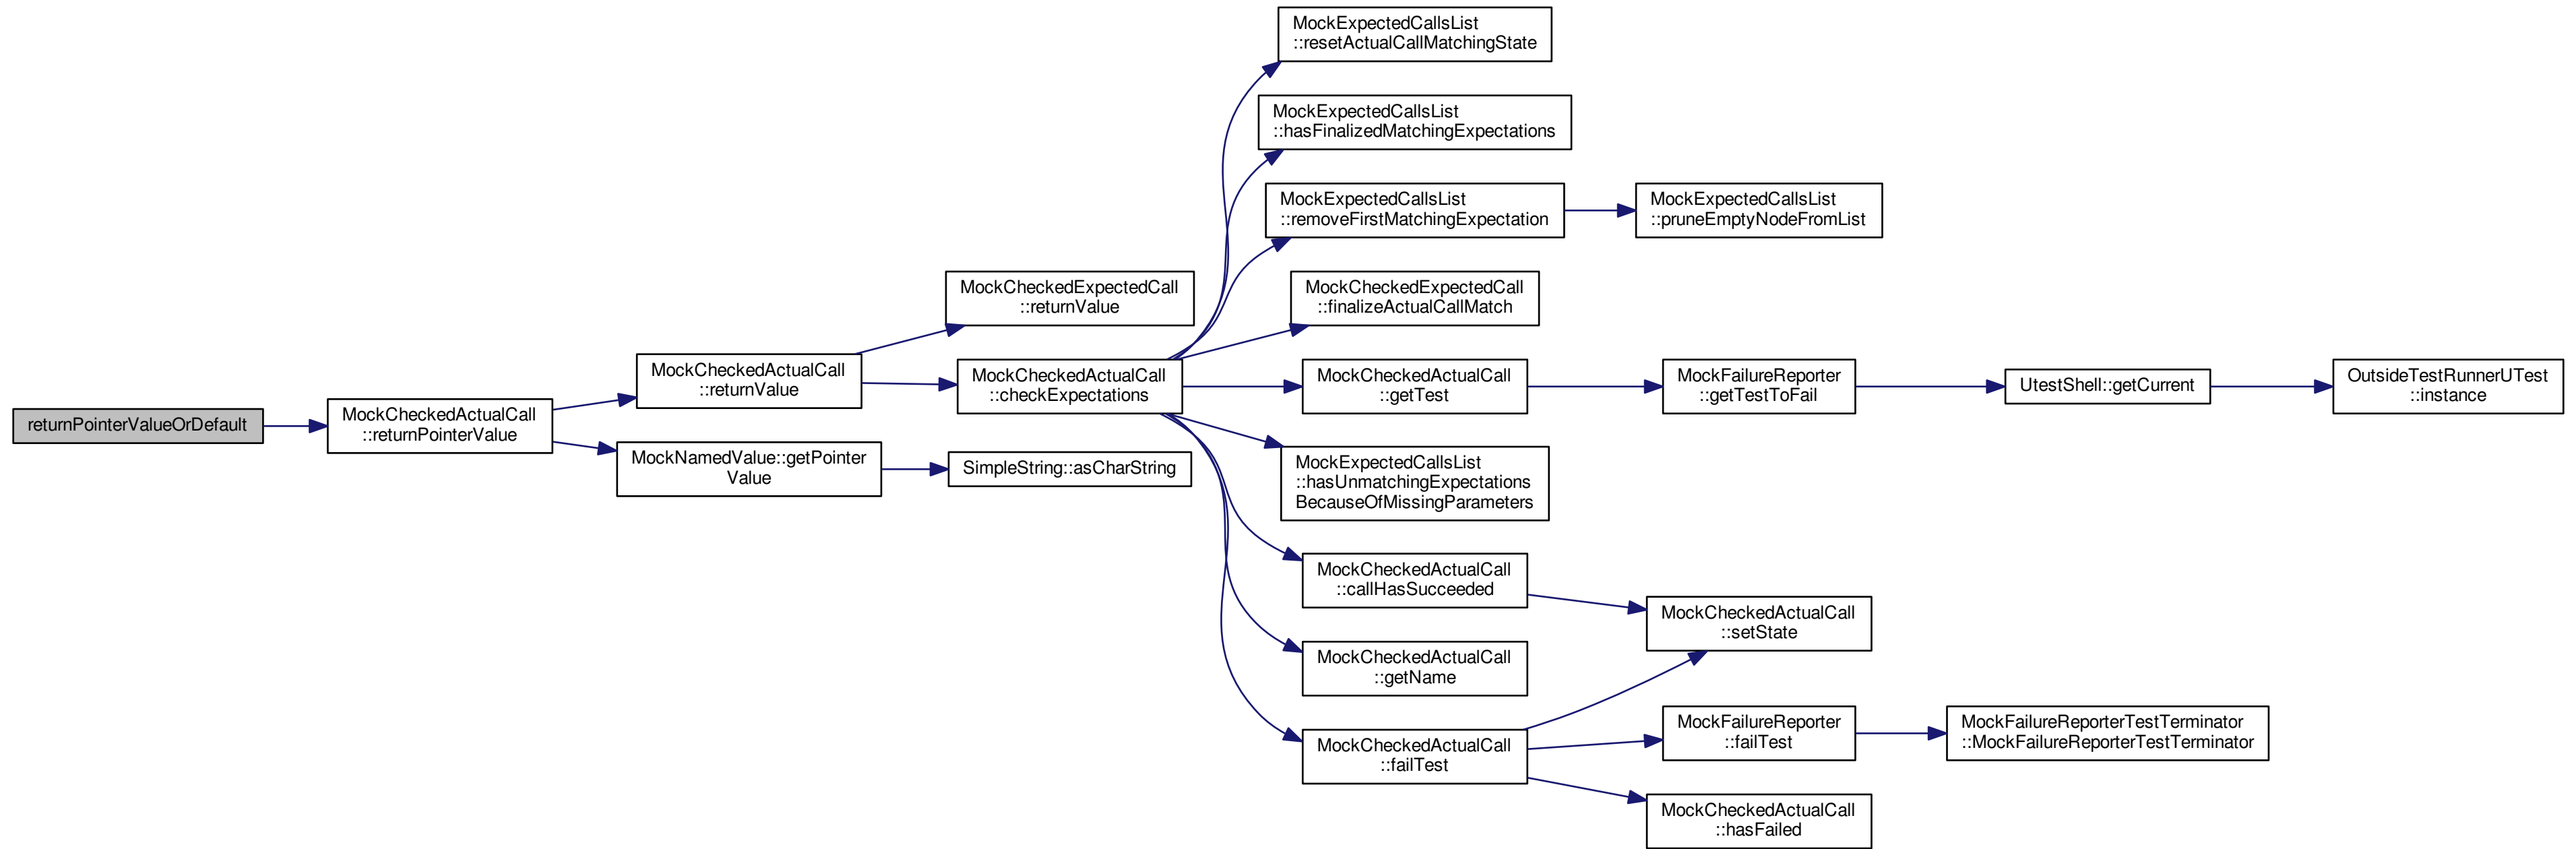 returnPointerValueOrDefault
MockCheckedActualCall
::returnPointerValue
MockCheckedActualCall
::returnValue
MockNamedValue::getPointer
Value
MockCheckedExpectedCall
::returnValue
MockCheckedActualCall
::checkExpectations
SimpleString::asCharString
MockExpectedCallsList
::resetActualCallMatchingState
MockExpectedCallsList
::hasFinalizedMatchingExpectations
MockExpectedCallsList
::removeFirstMatchingExpectation
MockCheckedExpectedCall
::finalizeActualCallMatch
MockCheckedActualCall
::getTest
MockExpectedCallsList
::hasUnmatchingExpectations
BecauseOfMissingParameters
MockCheckedActualCall
::callHasSucceeded
MockCheckedActualCall
::getName
MockCheckedActualCall
::failTest
MockExpectedCallsList
::pruneEmptyNodeFromList
MockFailureReporter
::getTestToFail
MockCheckedActualCall
::setState
MockFailureReporter
::failTest
MockCheckedActualCall
::hasFailed
UtestShell::getCurrent
MockFailureReporterTestTerminator
::MockFailureReporterTestTerminator
OutsideTestRunnerUTest
::instance